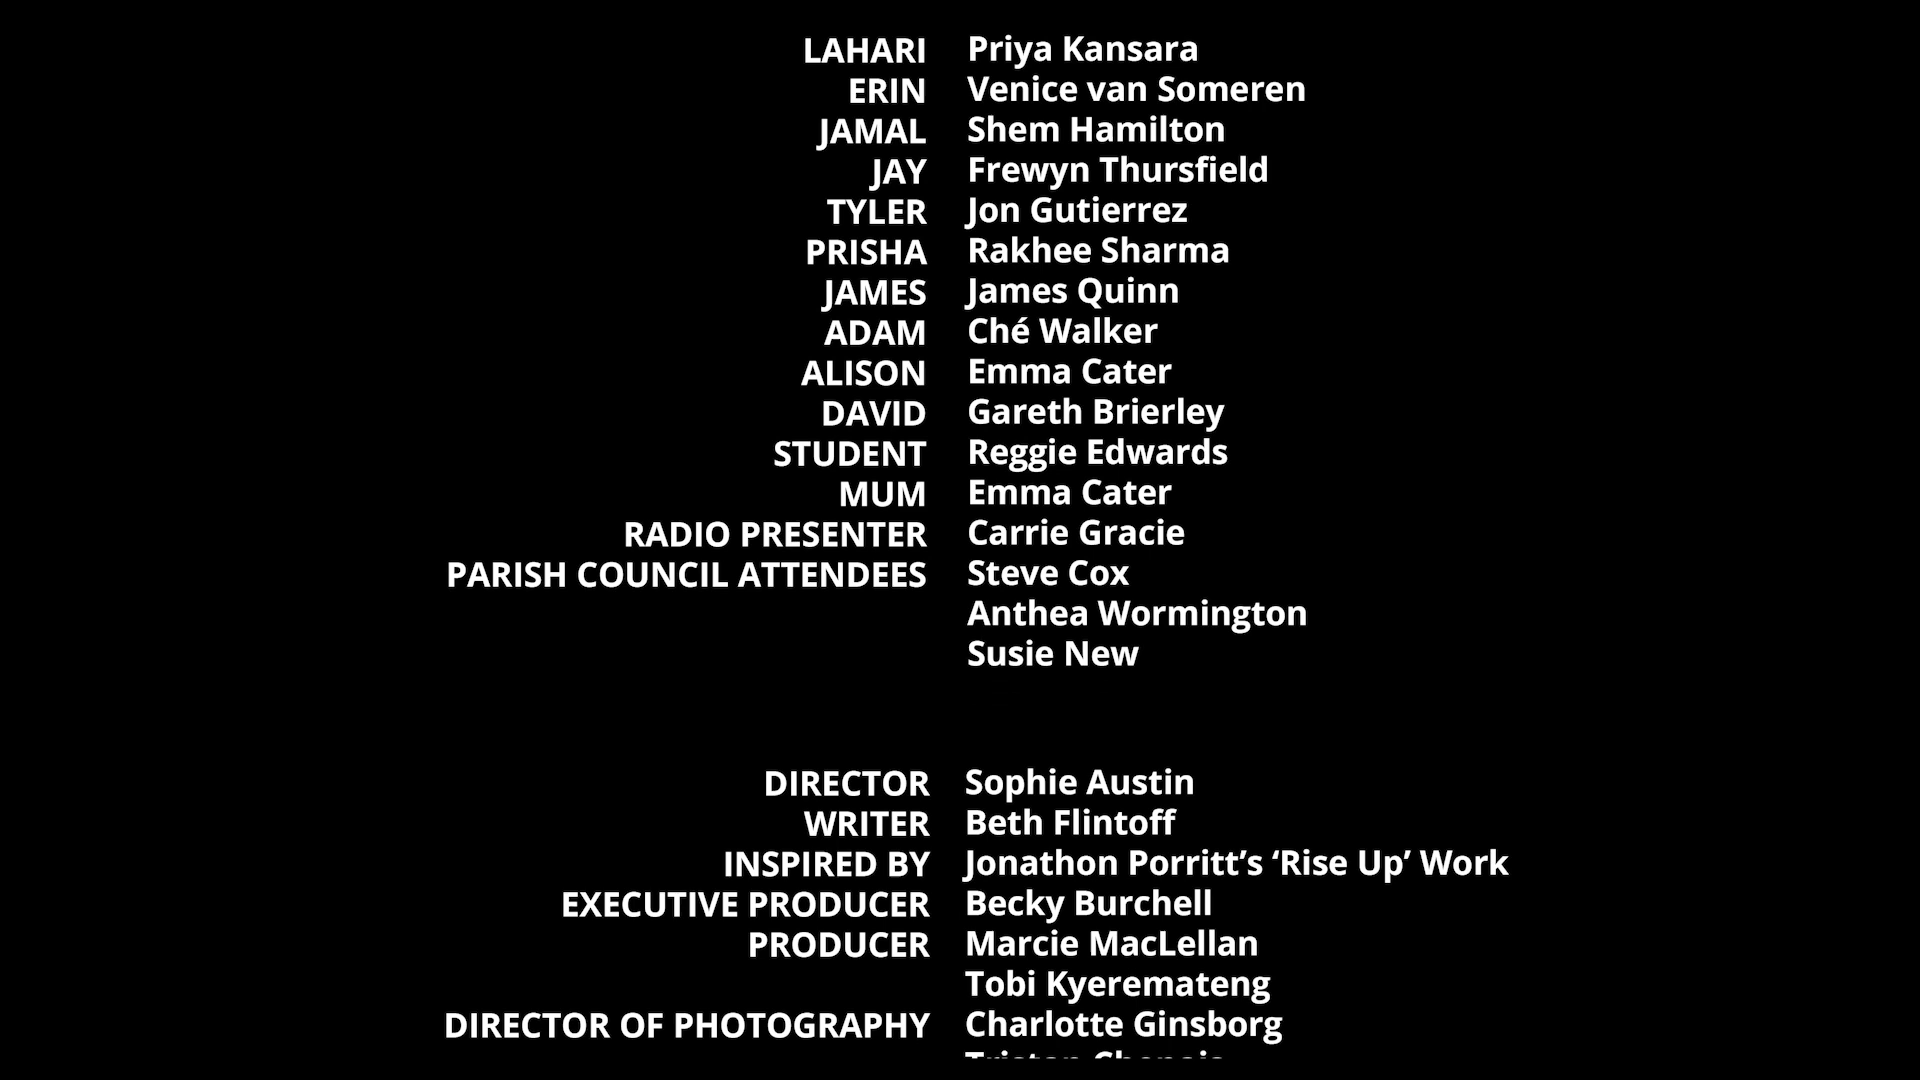 LAHARI Priya Kansara
ERIN Venice van Someren
JAMAL Shem Hamilton
JAY Frewyn Thursfield
TYLER Jon Gutierrez
PRISHA Rakhee Sharma
JAMES James Quinn
ADAM Ché Walker
ALISON Emma Cater
DAVID Gareth Brierley
STUDENT Reggie Edwards
MUM Emma Cater
RADIO PRESENTER Carrie Gracie
PARISH COUNCIL ATTENDEES Steve Cox
Anthea Wormington
Susie New
DIRECTOR Sophie Austin
WRITER Beth Flintoff
INSPIRED BY Jonathon Porritt’s ‘Rise Up’ Work
EXECUTIVE PRODUCER Becky Burchell
PRODUCER Marcie MacLellan
Tobi Kyeremateng
DIRECTOR OF PHOTOGRAPHY Charlotte Ginsborg